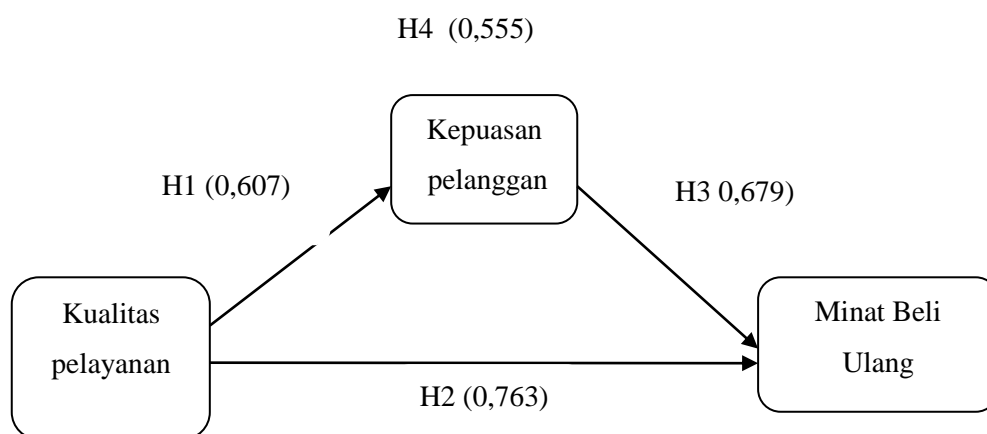 H4 (0,555)
Kepuasan
pelanggan
H1 (0,607)
H3 0,679)
Kualitas
pelayanan
Minat Beli
Ulang
H2 (0,763)